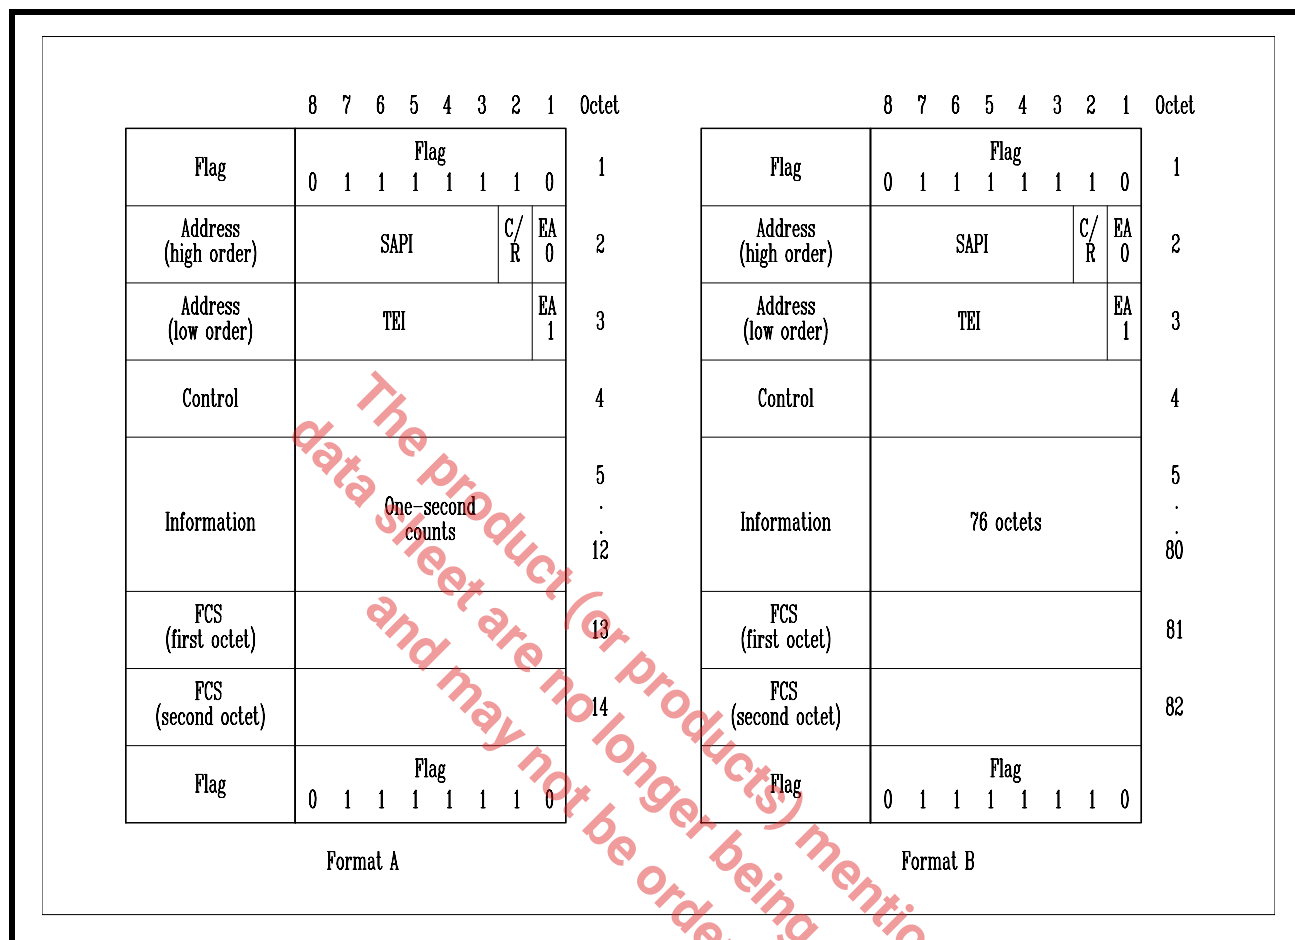 8 7 6 5 4 3 2 1 Octet
Flag
Flag
0 1 1 1 1 1 1 0
1
Address
(high order)
SAPI
C/
R
EA
0
2
Address
(low order)
TEI
EA
1
3
Control
4
Information
One-second
counts
5
.
.
12
FCS
(first octet)
13
FCS
(second octet)
14
Flag
Flag
0 1 1 1 1 1 1 0
Format A
8 7 6 5 4 3 2 1 Octet
Flag
Flag
0 1 1 1 1 1 1 0
1
Address
(high order)
SAPI
C/
R
EA
0
2
Address
(low order)
TEI
EA
1
3
Control
4
Information
76 octets
5
.
.
80
FCS
(first octet)
81
FCS
(second octet)
82
Flag
Flag
0 1 1 1 1 1 1 0
Format B
The product (or products)
data sheet are no longer being
and may not be